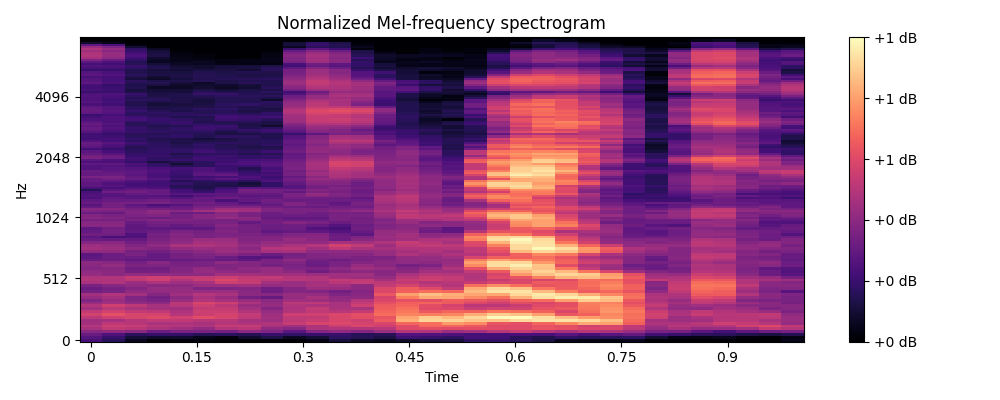 Normalized Mel-frequency spectrogram
+1 dB
4096
+1 dB
2048
+1 dB
Hz
1024
+0 dB
512
+0 dB
0
+0 dB
0 0.15 0.3 0.45 0.6 0.75 0.9
Time